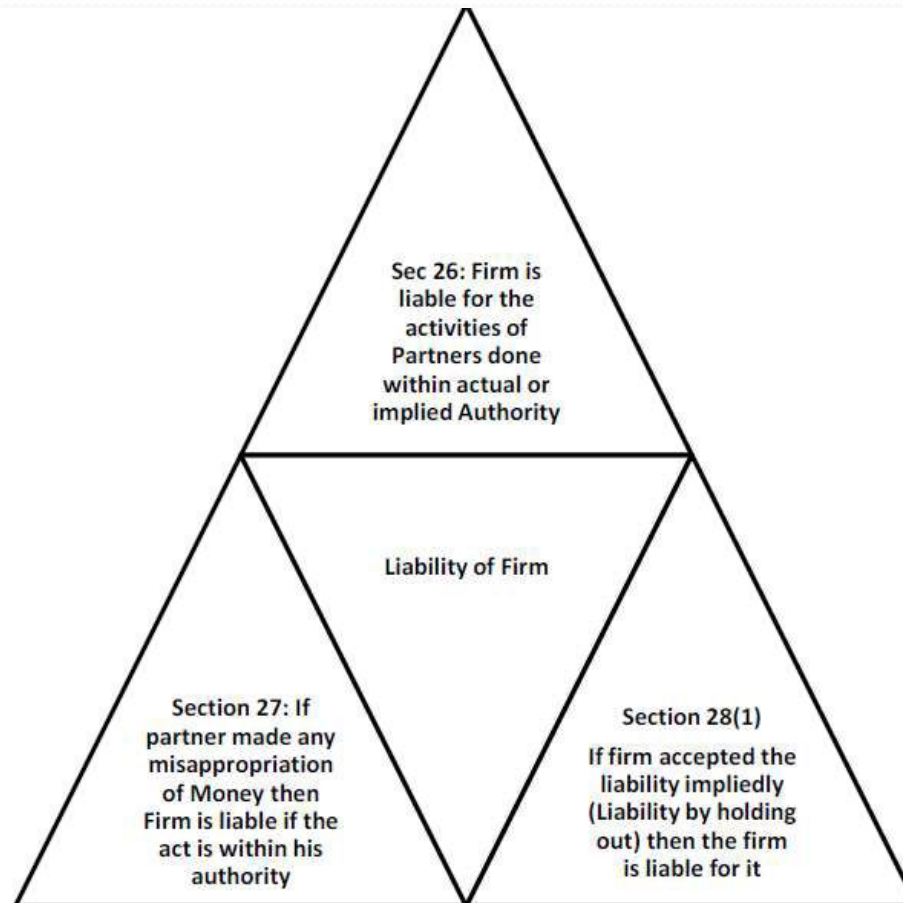 Sec 26: Firm is
liable for the
activities of
Partners done
within actual or
implied Authority
Liability of Firm
Section 27: If
partner made any
misappropriation
of Money then
Firm is liable if the
act is within his
authority
Section 28(1)
If firm accepted the
liability impliedly
(Liability by holding
out) then the firm
is liable for it